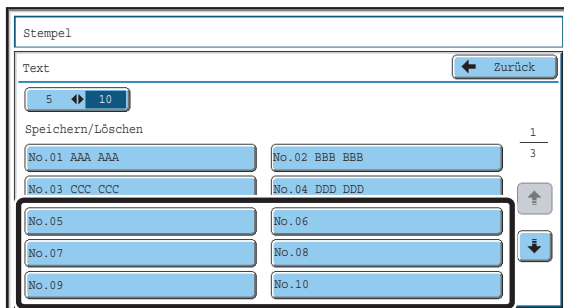 Stempel
Text Zurück
5 10
Speichern/Löschen
1
3
No.01 AAA AAA No.02 BBB BBB
No.03 CCC CCC No.04 DDD DDD
No.05 No.06
No.07 No.08
No.09 No.10